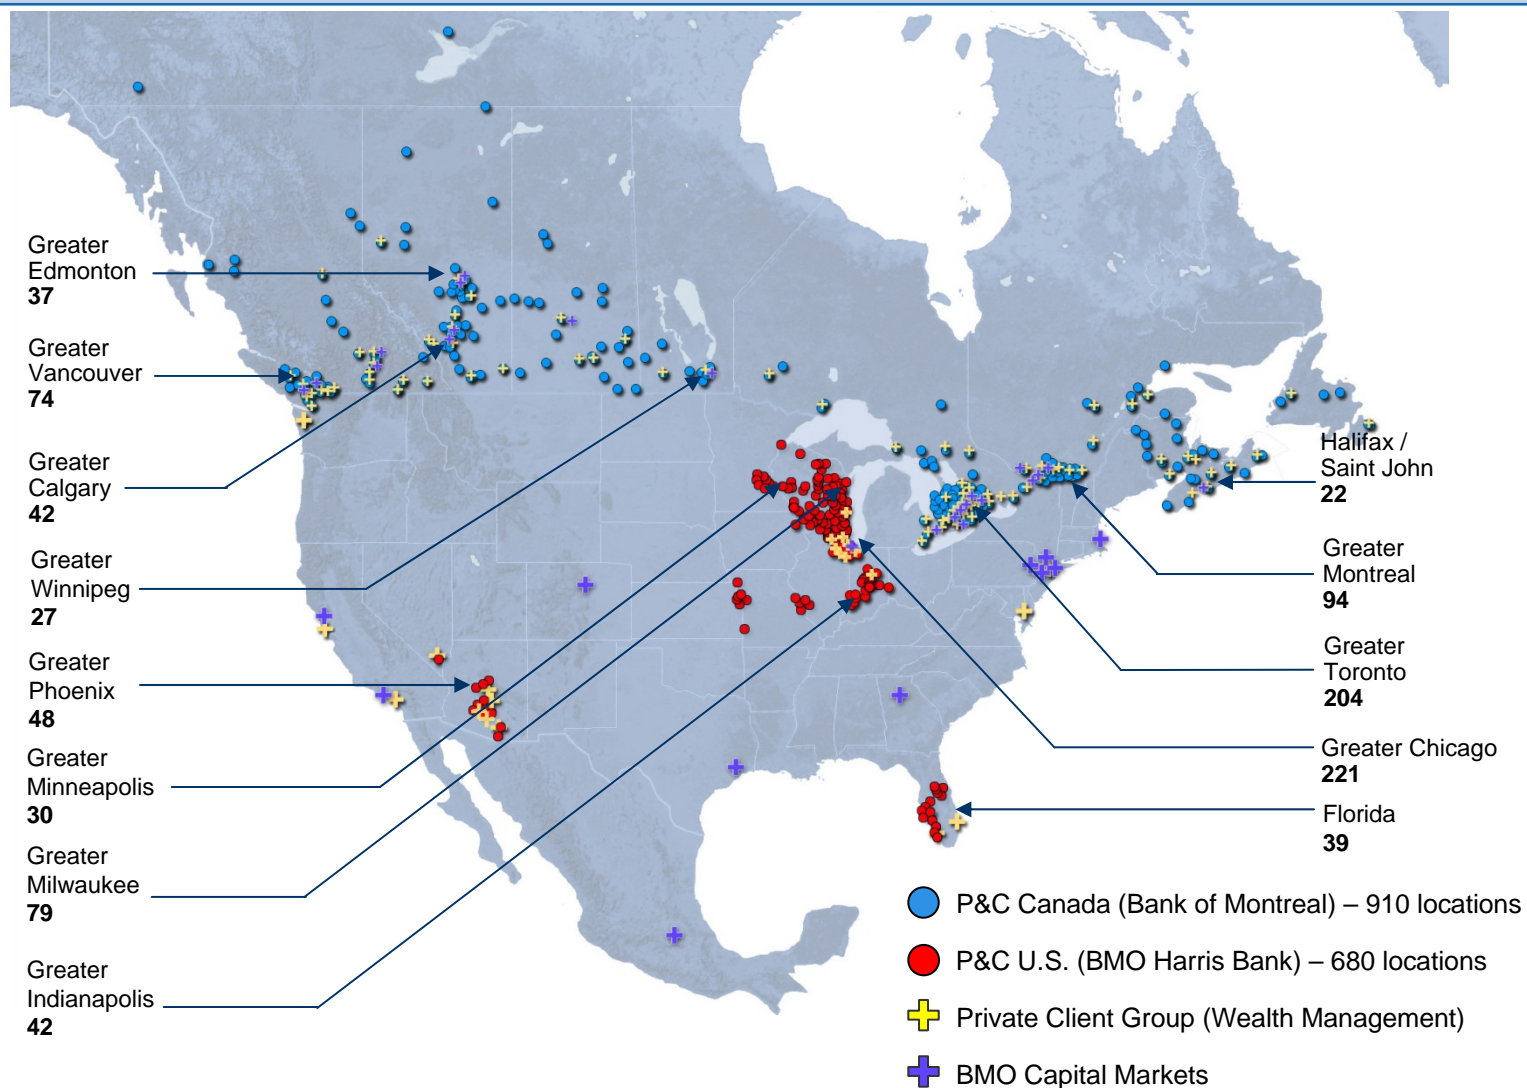 Greater
Edmonton
37
Greater
Vancouver
74
Greater
Calgary
42
Greater
Winnipeg
27
Greater
Phoenix
48
Greater
Minneapolis
30
Greater
Milwaukee
79
Greater
Indianapolis
42
Halifax /
Saint John
22
Greater
Montreal
94
Greater
Toronto
204
Greater Chicago
221
Florida
39
P&C Canada (Bank of Montreal) – 910 locations
P&C U.S. (BMO Harris Bank) – 680 locations
Private Client Group (Wealth Management)
BMO Capital Markets